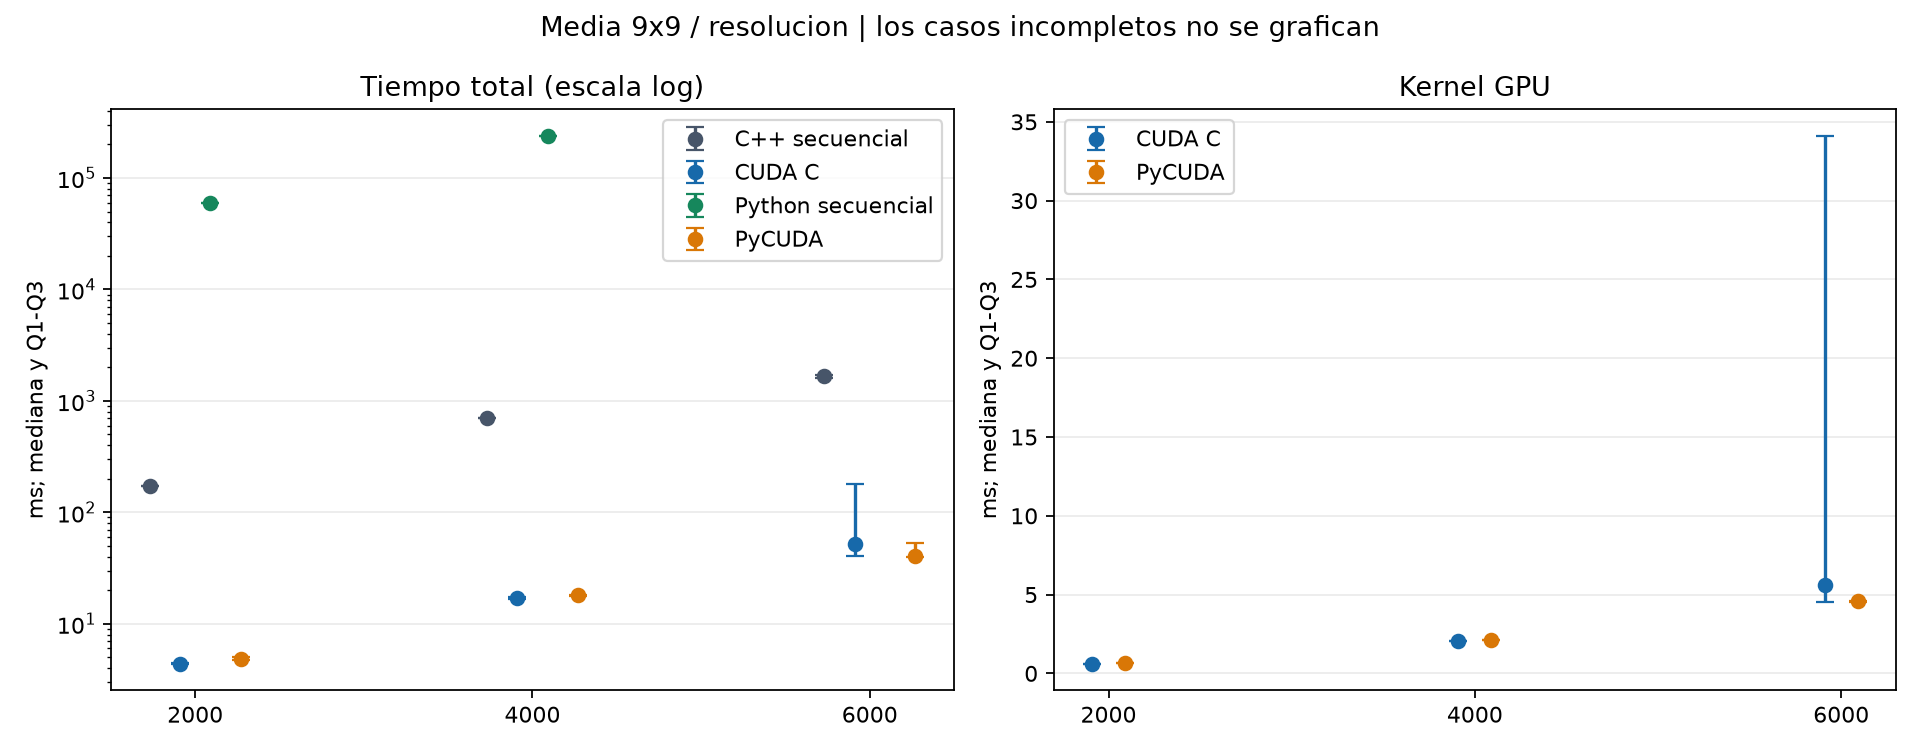 Media 9x9 / resolucion | los casos incompletos no se grafican
Tiempo total (escala log)
ms; mediana y Q1-Q3
10^5
10^4
10^3
10^2
10^1
2000
4000
6000
C++ secuencial
CUDA C
Python secuencial
PyCUDA
Kernel GPU
ms; mediana y Q1-Q3
35
30
25
20
15
10
5
0
2000
4000
6000
CUDA C
PyCUDA